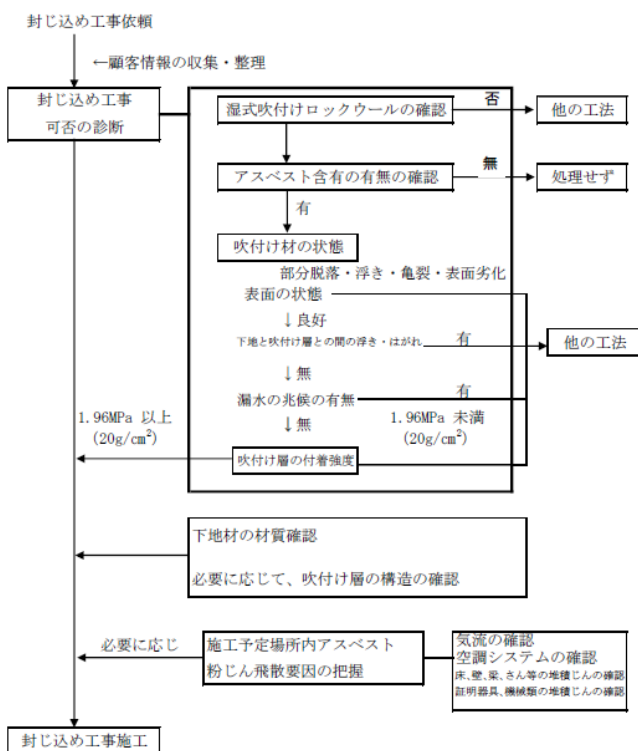 封じ込め工事依頼
←顧客情報の収集・整理
封じ込め工事
可否の診断
湿式吹付けロックウールの確認
否
他の工法
アスベスト含有の有無の確認
無
処理せず
有
吹付け材の状態
部分脱落・浮き・亀裂・表面劣化
表面の状態
↓良好
下地と吹付け層との間の浮き・はがれ
有
他の工法
↓無
漏水の兆候の有無
有
1.96MPa 以上
(20g/cm²)
↓無
1.96MPa 未満
(20g/cm²)
吹付け層の付着強度
下地材の材質確認
必要に応じて、吹付け層の構造の確認
必要に応じ
施工予定場所内アスベスト
粉じん飛散要因の把握
気流の確認
空調システムの確認
床、壁、梁、さん等の堆積じんの確認
証明器具、機械類の堆積じんの確認
封じ込め工事施工